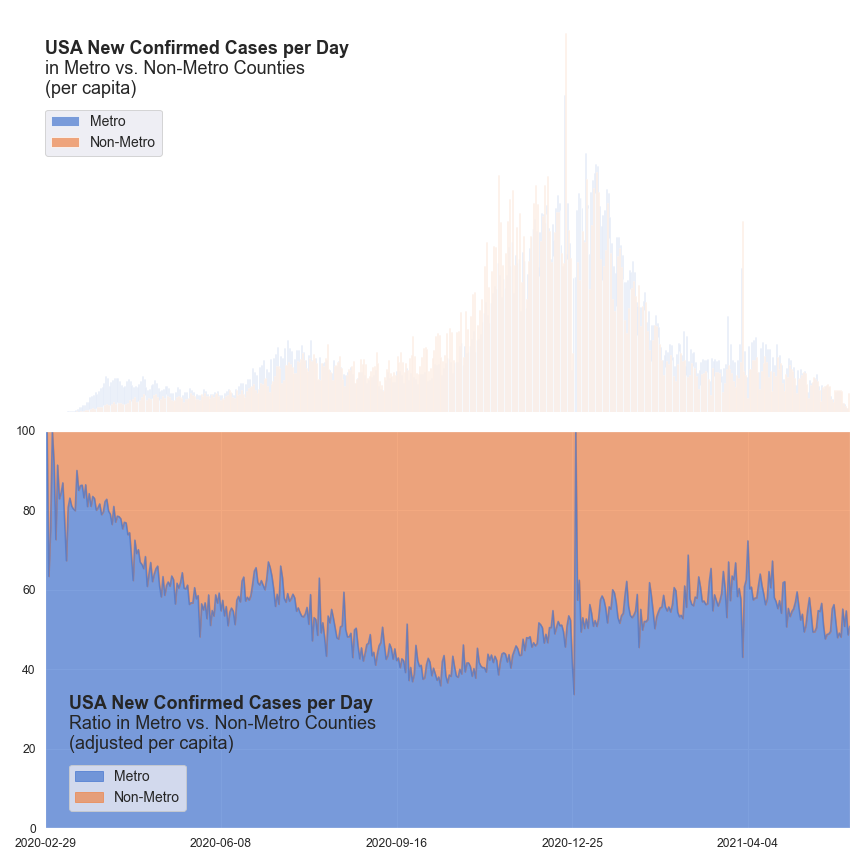 USA New Confirmed Cases per Day
in Metro vs. Non-Metro Counties
(per capita)
Metro
Non-Metro
100
80
60
40
20
0
USA New Confirmed Cases per Day
Ratio in Metro vs. Non-Metro Counties
(adjusted per capita)
Metro
Non-Metro
2020-02-29
2020-06-08
2020-09-16
2020-12-25
2021-04-04